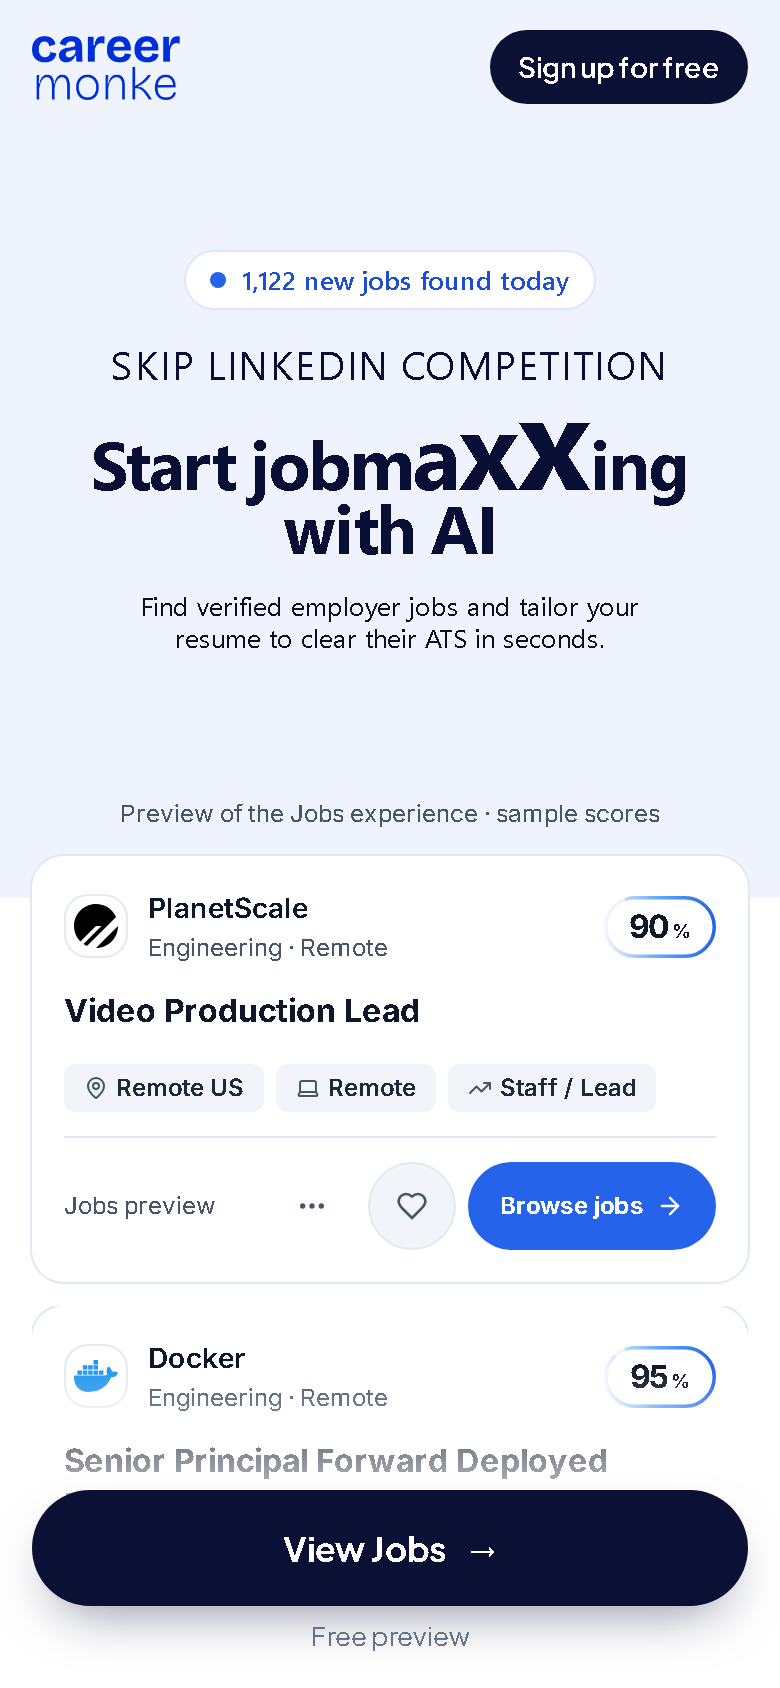 career
monke
Sign up for free
1,122 new jobs found today
SKIP LINKEDIN COMPETITION
Start jobmaxxing
with AI
Find verified employer jobs and tailor your
resume to clear their ATS in seconds.
Preview of the Jobs experience · sample scores
PlanetScale
90%
Engineering · Remote
Video Production Lead
Remote US
Remote
Staff / Lead
Jobs preview
Browse jobs →
Docker
95%
Engineering · Remote
Senior Principal Forward Deployed
View Jobs →
Free preview